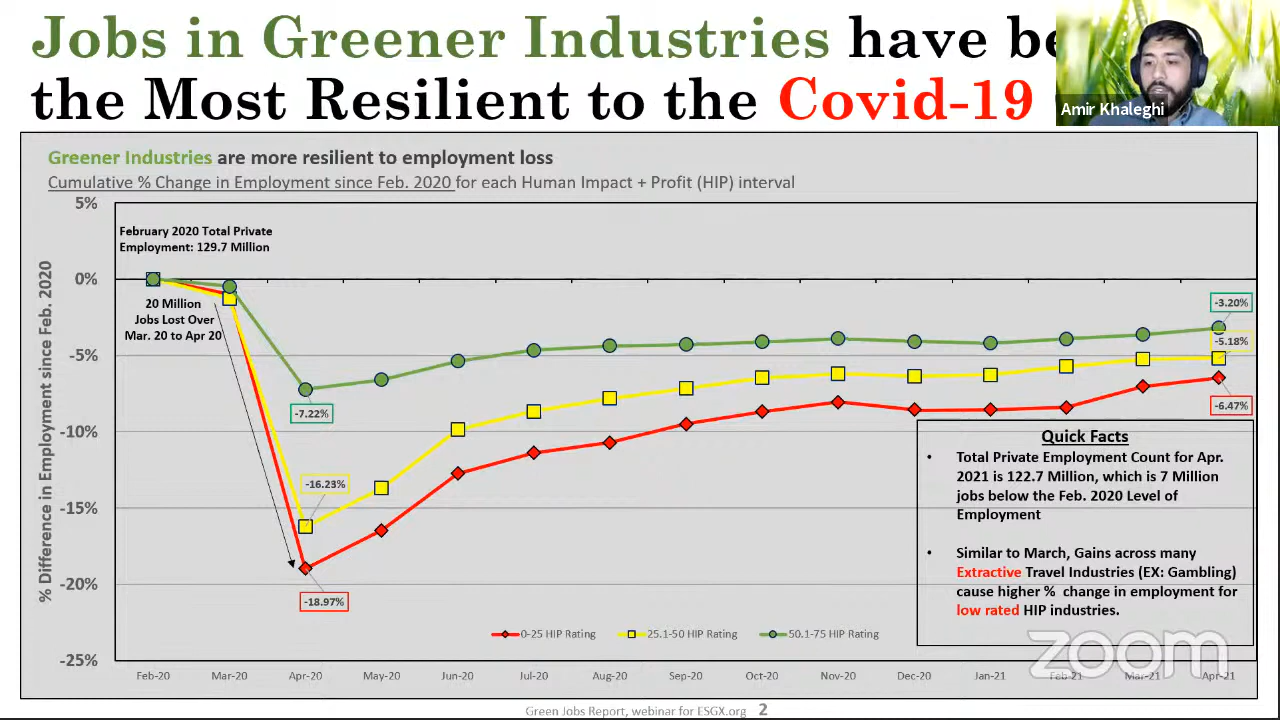 Jobs in Greener Industries have be
the Most Resilient to the Covid-19
Amir Khaleghi
Greener Industries are more resilient to employment loss
Cumulative % Change in Employment since Feb. 2020 for each Human Impact + Profit (HIP) interval
% Difference in Employment since Feb. 2020
5%
0%
-5%
-10%
-15%
-20%
-25%
February 2020 Total Private
Employment: 129.7 Million
20 Million
Jobs Lost Over
Mar. 20 to Apr 20
-7.22%
-16.23%
-18.97%
-3.20%
-5.18%
-6.47%
Quick Facts
• Total Private Employment Count for Apr.
2021 is 122.7 Million, which is 7 Million
jobs below the Feb. 2020 Level of
Employment
• Similar to March, Gains across many
Extractive Travel Industries (EX: Gambling)
cause higher % change in employment for
low rated HIP industries.
0-25 HIP Rating 25.1-50 HIP Rating 50.1-75 HIP Rating
zoom
Feb-20 Mar-20 Apr-20 May-20 Jun-20 Jul-20 Aug-20 Sep-20 Oct-20 Nov-20 Dec-20 Jan-21 Feb-21 Mar-21 Apr-21
Green Jobs Report, webinar for ESGX.org 2